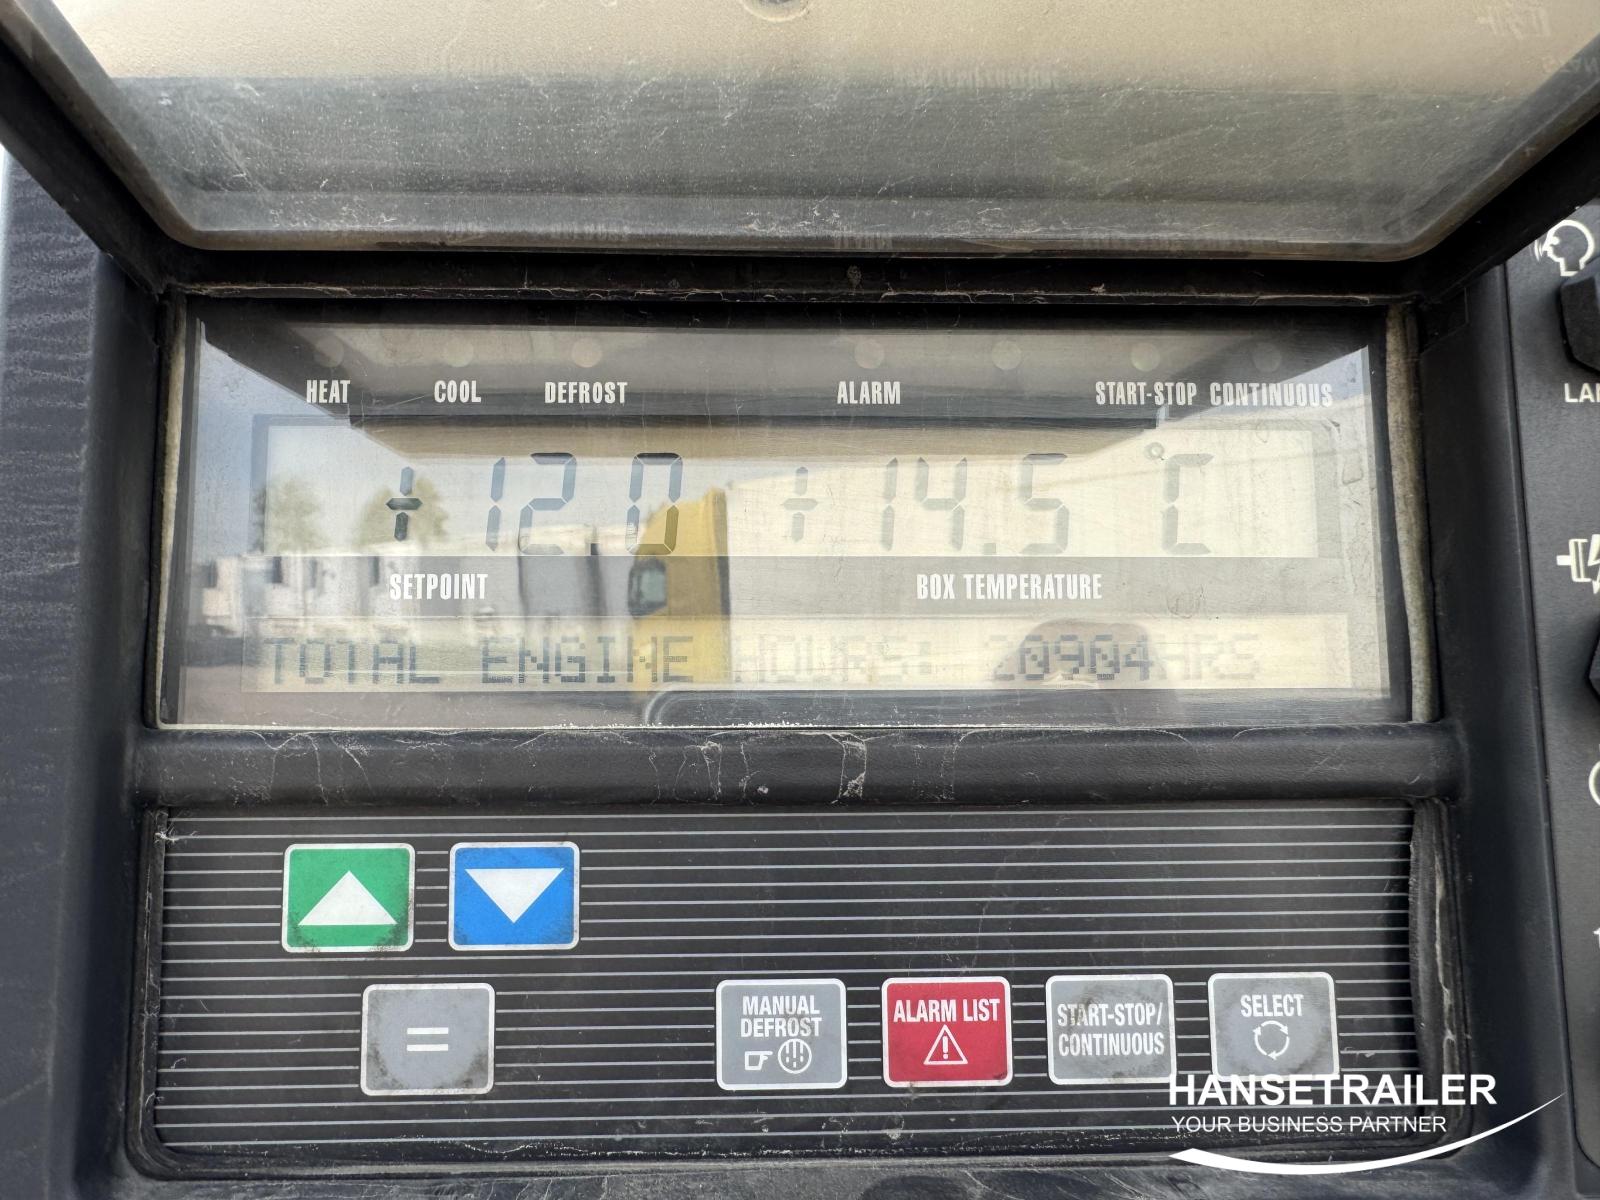 HEAT COOL DEFROST ALARM START-STOP CONTINUOUS
+12.0 +14.5 °C
SETPOINT BOX TEMPERATURE
TOTAL ENGINE HOURS: 20904HRS
MANUAL DEFROST
ALARM LIST
START-STOP/
CONTINUOUS
SELECT
=
HANSETRAILER
YOUR BUSINESS PARTNER